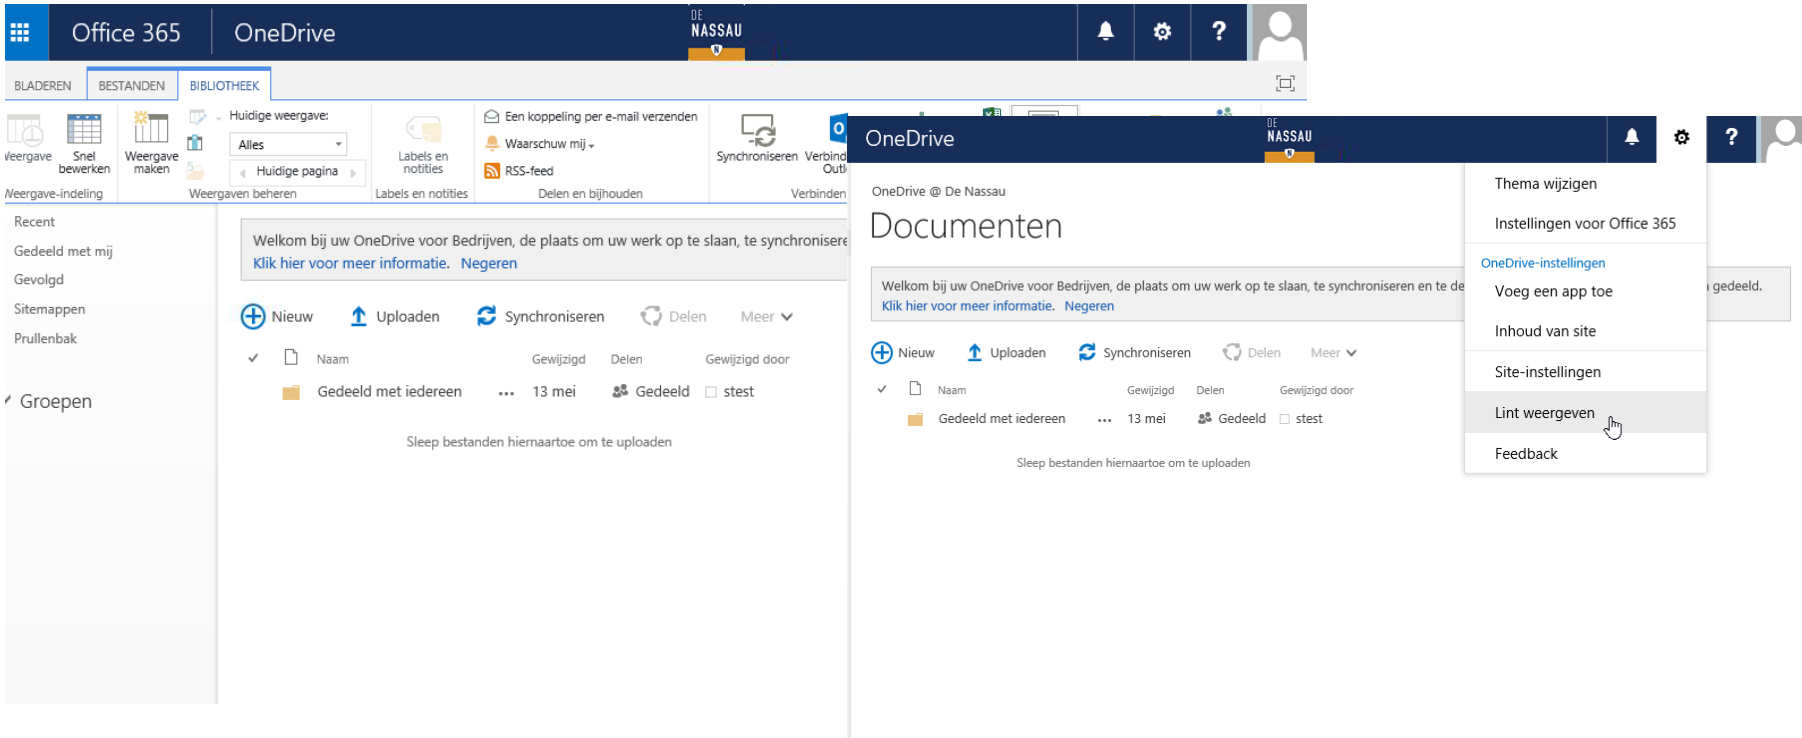 Office 365
OneDrive
DE
NASSAU
N
?
BLADEREN
BESTANDEN
BIBLIOTHEEK
Weergave
Snel
bewerken
Weergave-indeling
Weergave
maken
Huidige weergave:
Alles
Huidige pagina
Weergaven beheren
Labels en
notities
Labels en notities
Een koppeling per e-mail verzenden
Waarschuw mij
RSS-feed
Delen en bijhouden
Synchroniseren
Verbind
Outl
Verbinden
Recent
Gedeeld met mij
Gevolgd
Sitemappen
Prullenbak
Groepen
Welkom bij uw OneDrive voor Bedrijven, de plaats om uw werk op te slaan, te synchronisere
Klik hier voor meer informatie. Negeren
Nieuw Uploaden Synchroniseren Delen Meer
Naam Gewijzigd Delen Gewijzigd door
Gedeeld met iedereen ... 13 mei Gedeeld stest
Sleep bestanden hiernaartoe om te uploaden
OneDrive
DE
NASSAU
N
?
OneDrive @ De Nassau
Documenten
Welkom bij uw OneDrive voor Bedrijven, de plaats om uw werk op te slaan, te synchroniseren en te de gedeeld.
Klik hier voor meer informatie. Negeren
Nieuw Uploaden Synchroniseren Delen Meer
Naam Gewijzigd Delen Gewijzigd door
Gedeeld met iedereen ... 13 mei Gedeeld stest
Sleep bestanden hiernaartoe om te uploaden
Thema wijzigen
Instellingen voor Office 365
OneDrive-instellingen
Voeg een app toe
Inhoud van site
Site-instellingen
Lint weergeven
Feedback